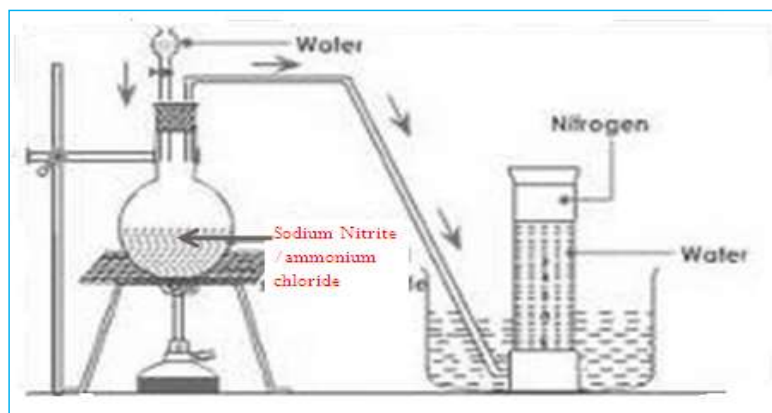 Water
Nitrogen
Sodium Nitrite
/ammonium
chloride
Water